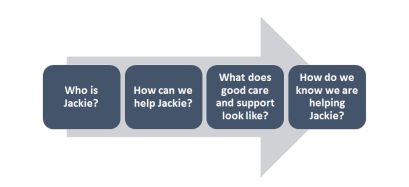 Who is
Jackie?
How can we
help Jackie?
What does
good care
and support
look like?
How do we
know we are
helping
Jackie?